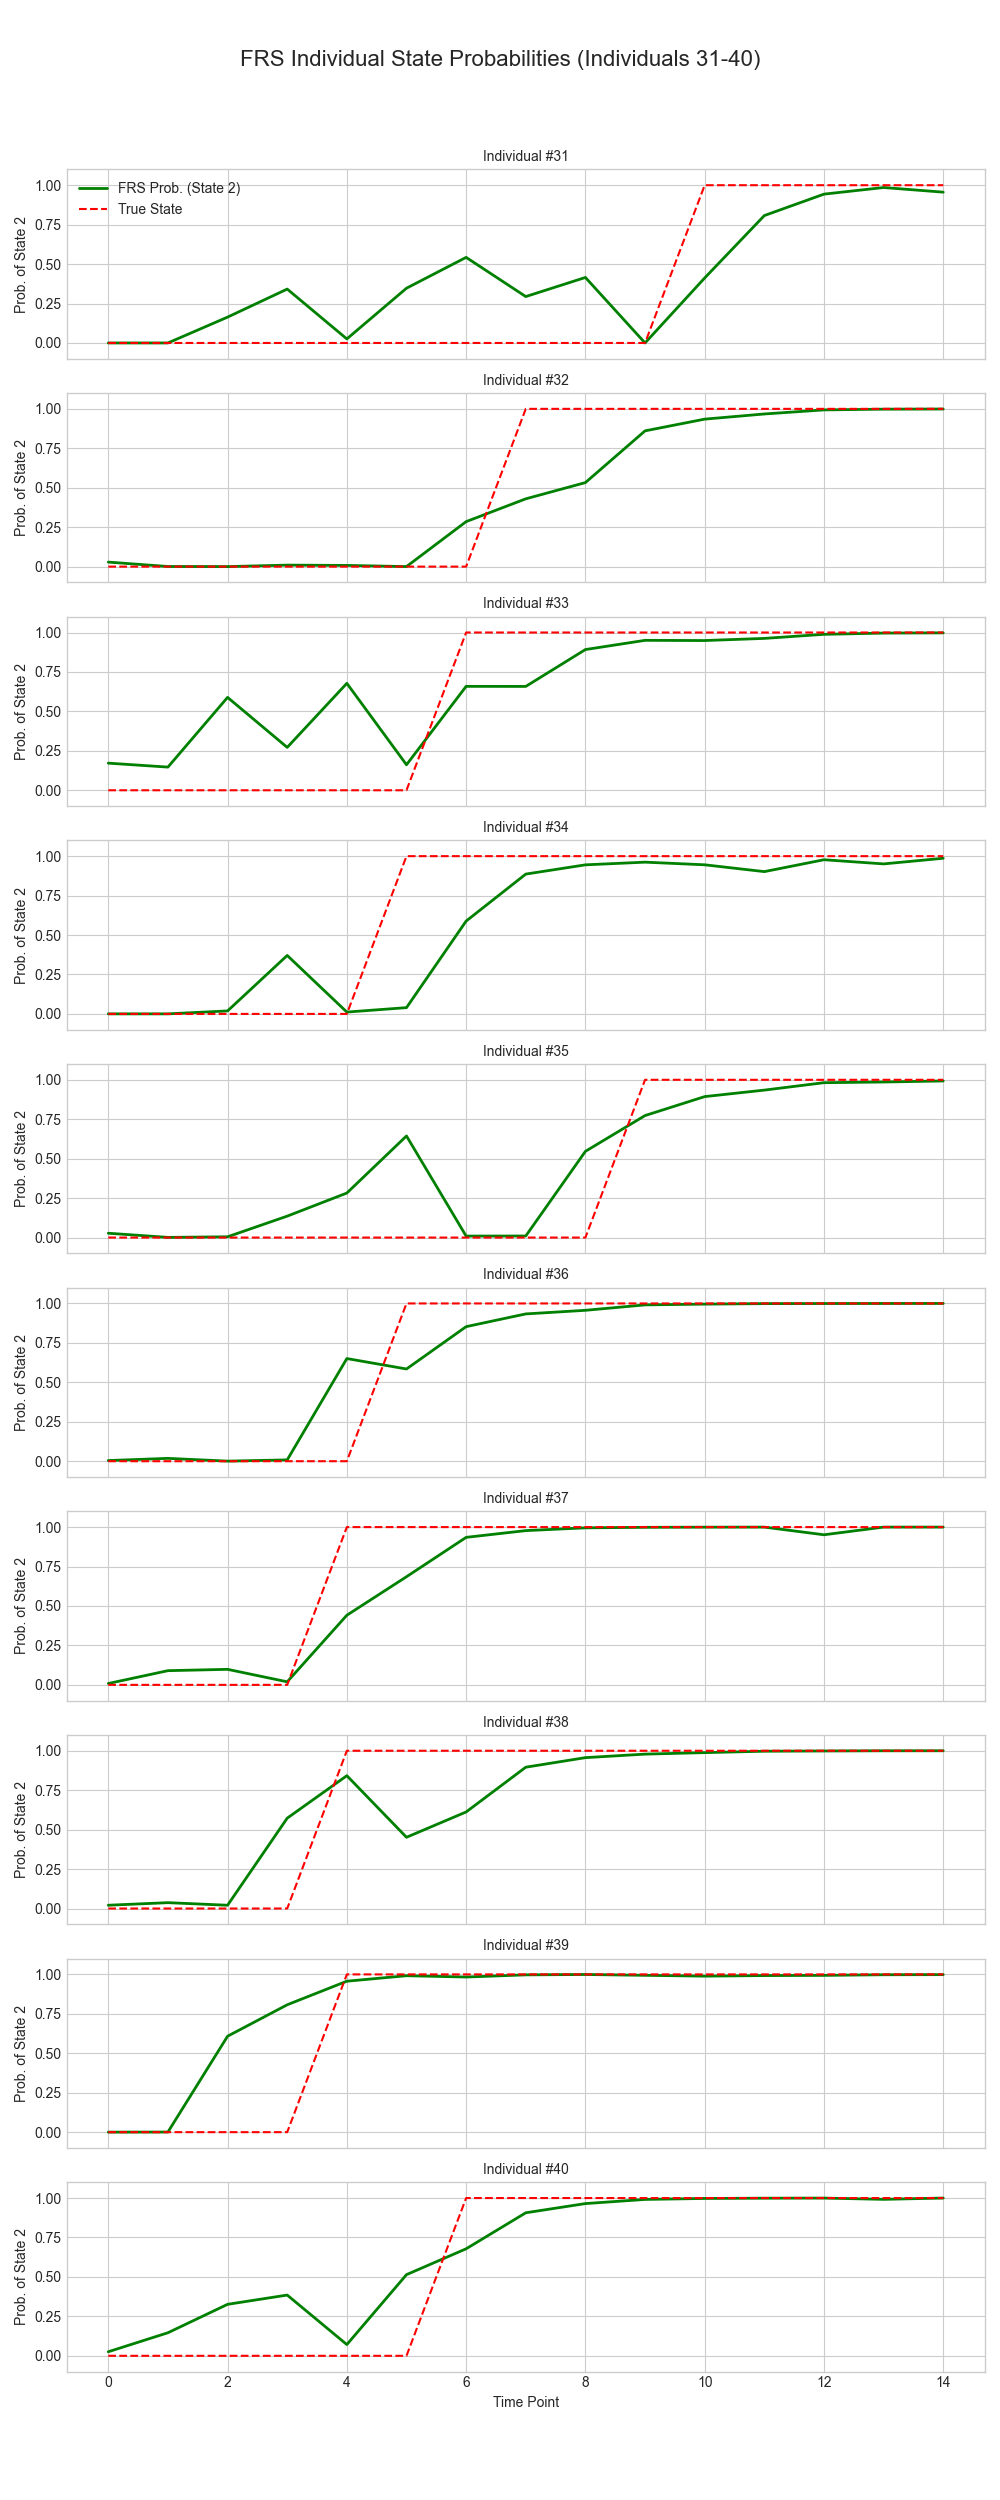 FRS Individual State Probabilities (Individuals 31-40)
Individual #31
1.00
0.75
0.50
0.25
0.00
Prob. of State 2
FRS Prob. (State 2)
True State
Individual #32
1.00
0.75
0.50
0.25
0.00
Prob. of State 2
Individual #33
1.00
0.75
0.50
0.25
0.00
Prob. of State 2
Individual #34
1.00
0.75
0.50
0.25
0.00
Prob. of State 2
Individual #35
1.00
0.75
0.50
0.25
0.00
Prob. of State 2
Individual #36
1.00
0.75
0.50
0.25
0.00
Prob. of State 2
Individual #37
1.00
0.75
0.50
0.25
0.00
Prob. of State 2
Individual #38
1.00
0.75
0.50
0.25
0.00
Prob. of State 2
Individual #39
1.00
0.75
0.50
0.25
0.00
Prob. of State 2
Individual #40
1.00
0.75
0.50
0.25
0.00
Prob. of State 2
0 2 4 6 8 10 12 14
Time Point